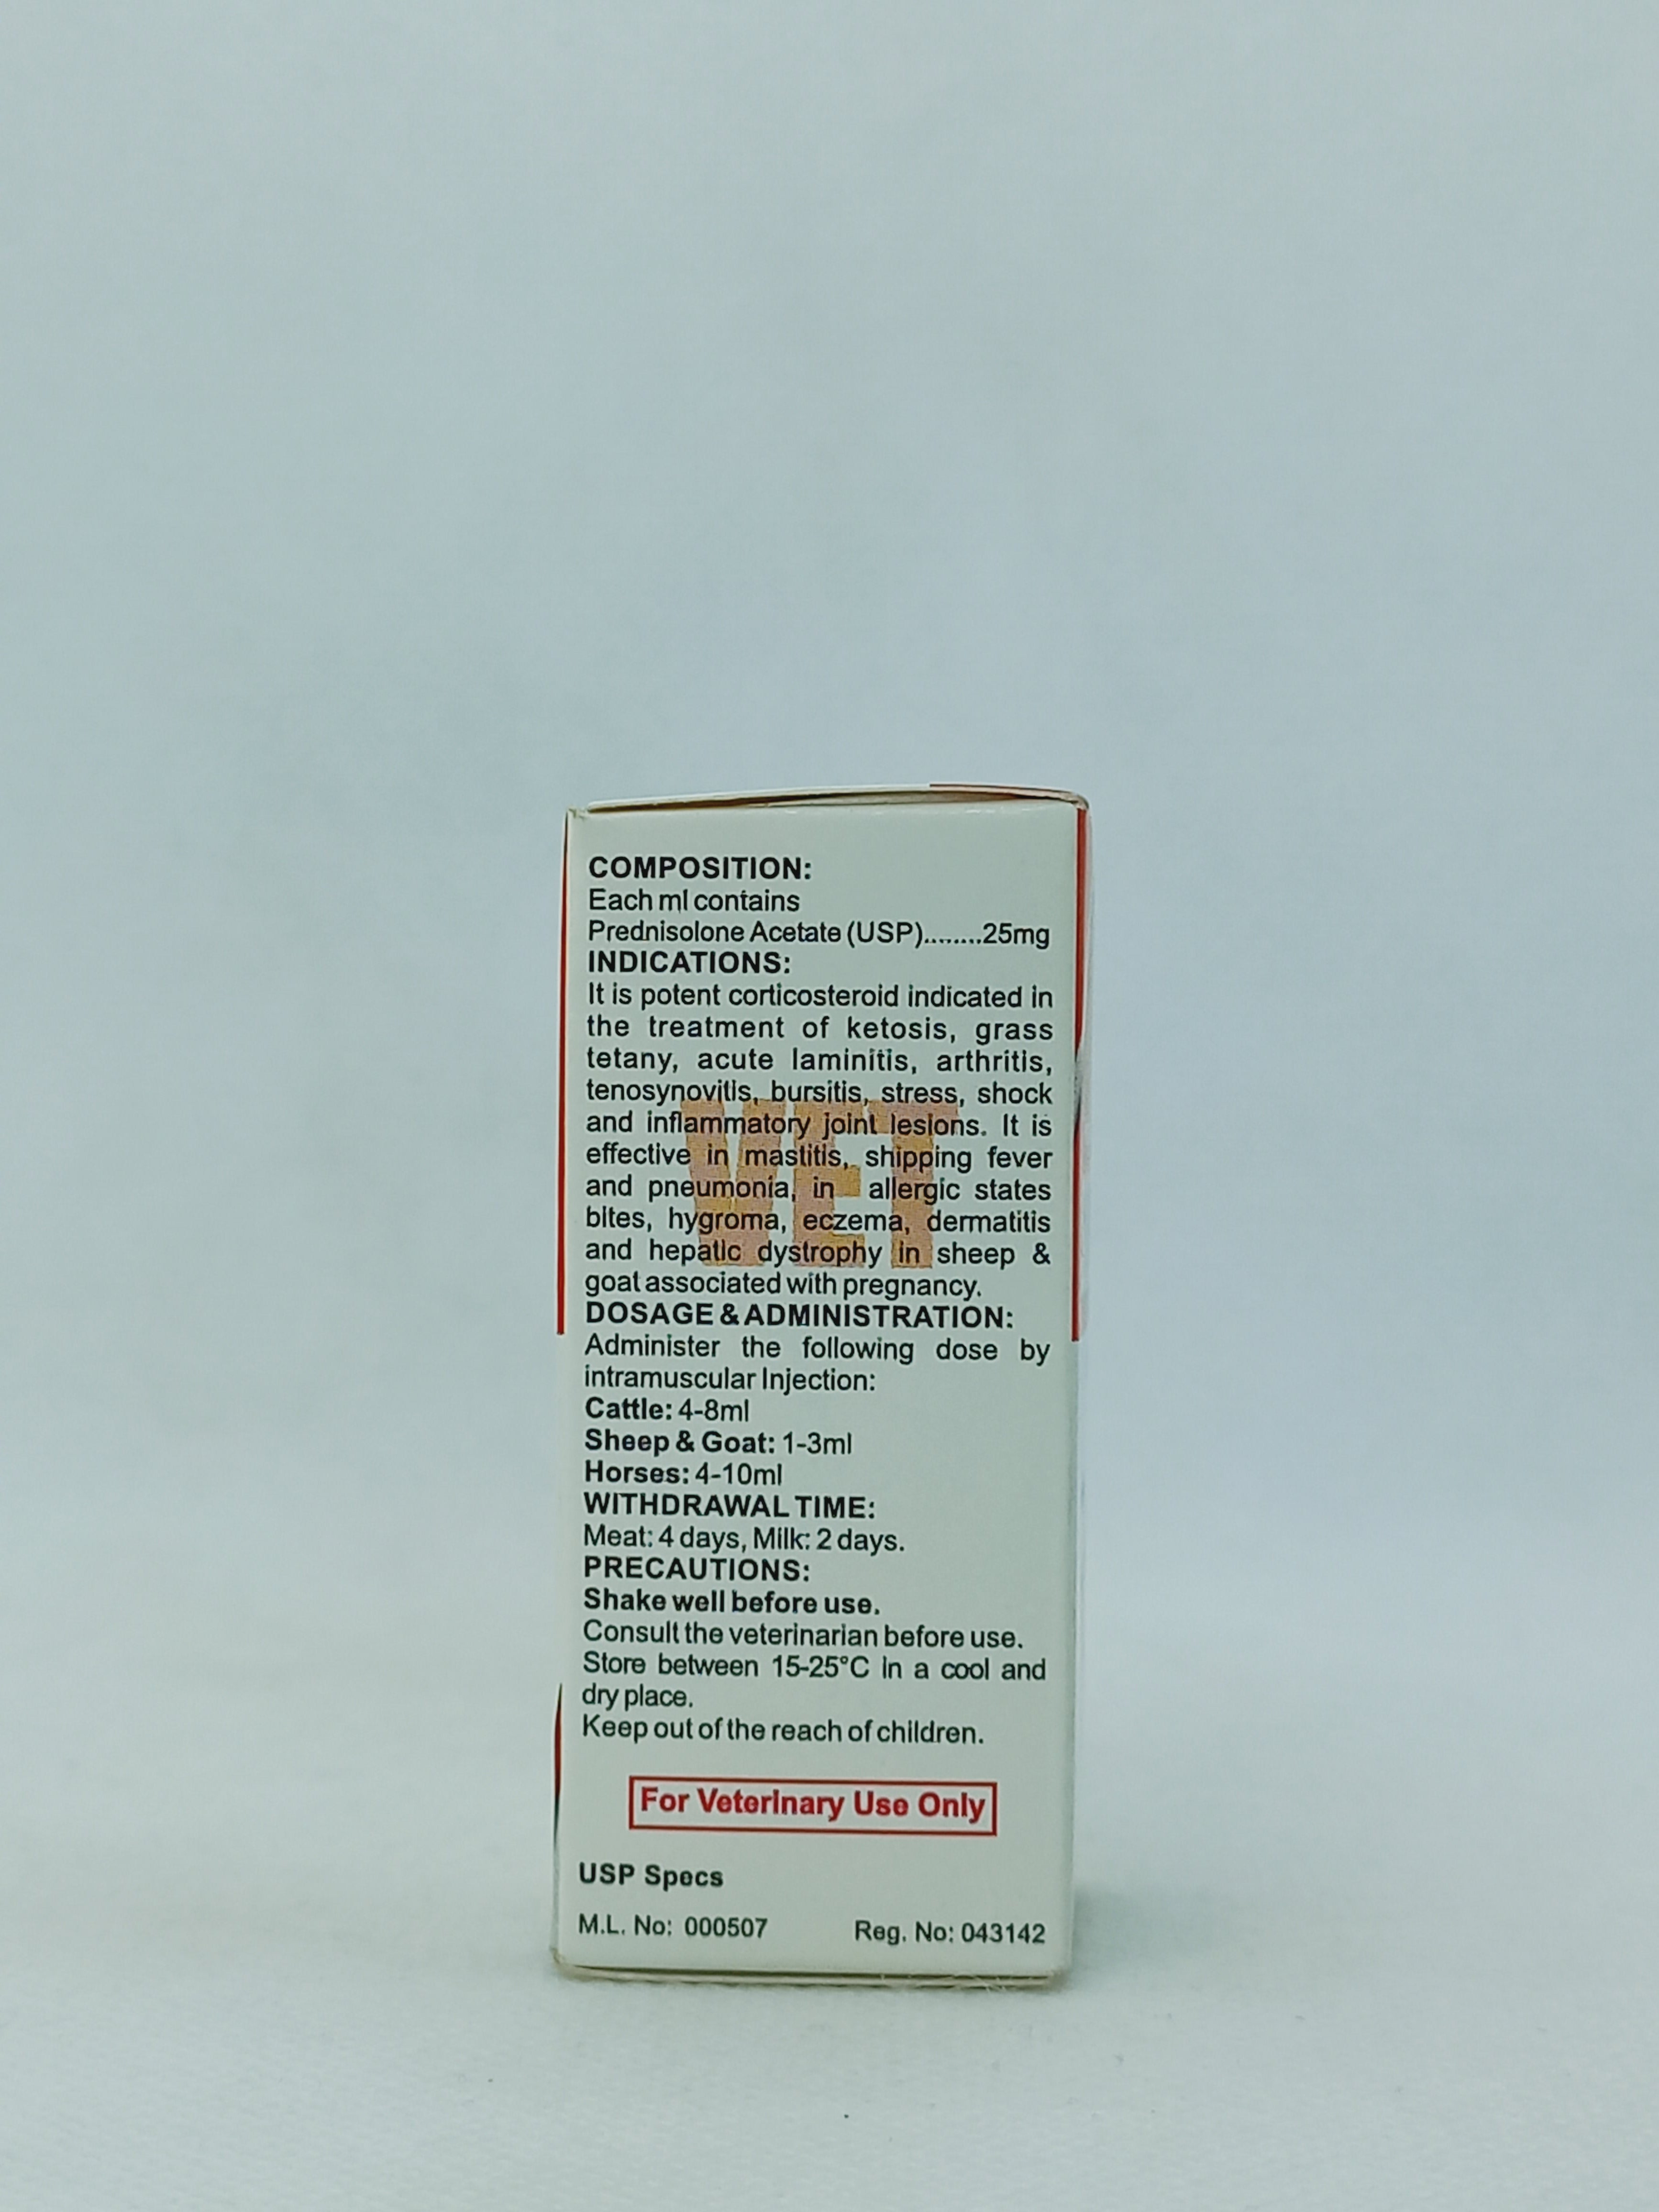 COMPOSITION:
Each ml contains
Prednisolone Acetate (USP)........25mg
INDICATIONS:
It is potent corticosteroid indicated in
the treatment of ketosis, grass
tetany, acute laminitis, arthritis,
tenosynovitis, bursitis, stress, shock
and inflammatory joint lesions. It is
effective in mastitis, shipping fever
and pneumonia, in allergic states
bites, hygroma, eczema, dermatitis
and hepatic dystrophy in sheep &
goat associated with pregnancy.
VET
DOSAGE & ADMINISTRATION:
Administer the following dose by
intramuscular Injection:
Cattle: 4-8ml
Sheep & Goat: 1-3ml
Horses: 4-10ml
WITHDRAWAL TIME:
Meat: 4 days, Milk: 2 days.
PRECAUTIONS:
Shake well before use.
Consult the veterinarian before use.
Store between 15-25°C in a cool and
dry place.
Keep out of the reach of children.
For Veterinary Use Only
USP Specs
M.L. No: 000507 Reg. No: 043142